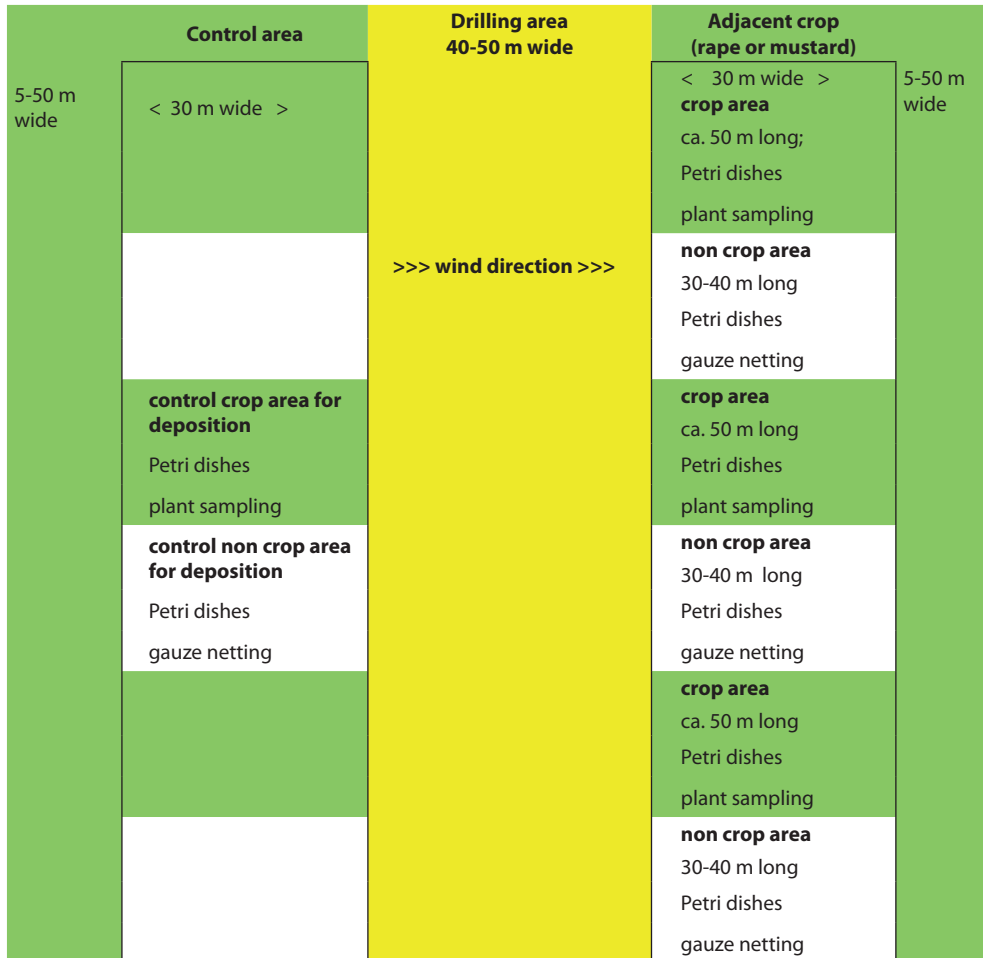 Control area
Drilling area
40-50 m wide
Adjacent crop
(rape or mustard)
5-50 m
wide
< 30 m wide >
< 30 m wide >
crop area
ca. 50 m long;
Petri dishes
plant sampling
5-50 m
wide
>>> wind direction >>>
non crop area
30-40 m long
Petri dishes
gauze netting
control crop area for
deposition
Petri dishes
plant sampling
crop area
ca. 50 m long
Petri dishes
plant sampling
control non crop area
for deposition
Petri dishes
gauze netting
non crop area
30-40 m long
Petri dishes
gauze netting
crop area
ca. 50 m long
Petri dishes
plant sampling
non crop area
30-40 m long
Petri dishes
gauze netting